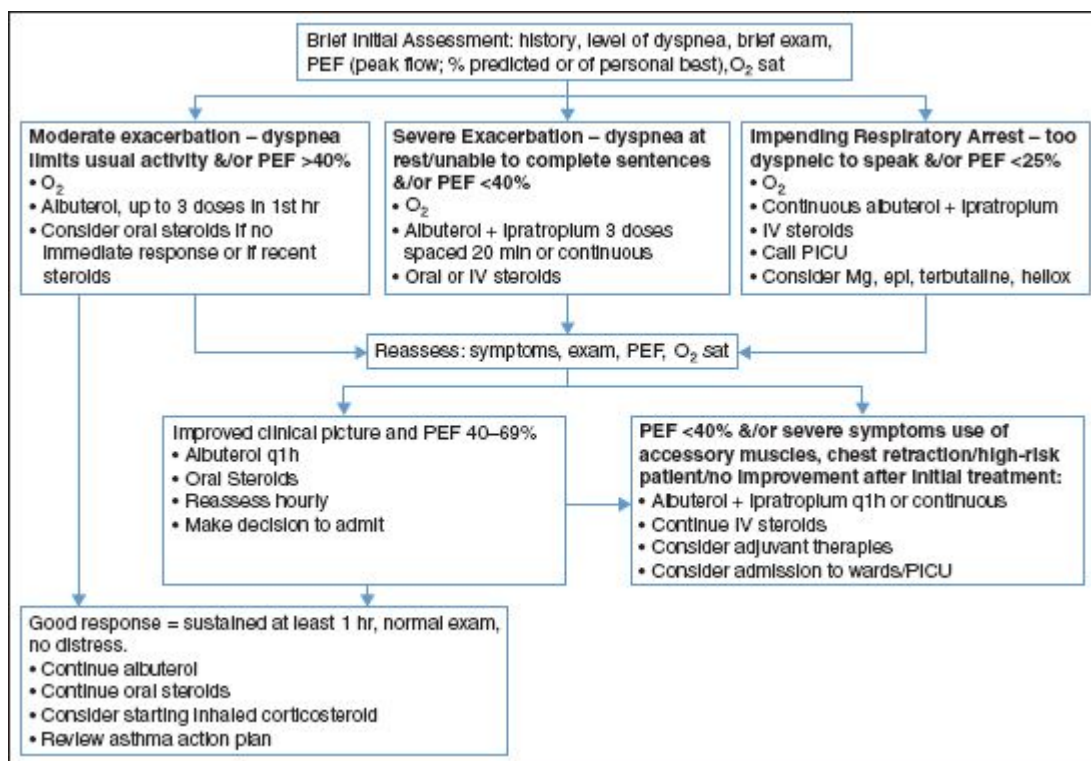 Brief Initial Assessment: history, level of dyspnea, brief exam,
PEF (peak flow; % predicted or of personal best),O₂ sat
Moderate exacerbation – dyspnea
limits usual activity &/or PEF >40%
• O₂
• Albuterol, up to 3 doses in 1st hr
• Consider oral steroids if no
immediate response or if recent
steroids
Severe Exacerbation – dyspnea at
rest/unable to complete sentences
&/or PEF <40%
• O₂
• Albuterol + Ipratropium 3 doses
spaced 20 min or continuous
• Oral or IV steroids
Impending Respiratory Arrest – too
dyspneic to speak &/or PEF <25%
• O₂
• Continuous albuterol + Ipratropium
• IV steroids
• Call PICU
• Consider Mg, epi, terbutaline, heliox
Reassess: symptoms, exam, PEF, O₂ sat
Improved clinical picture and PEF 40–69%
• Albuterol q1h
• Oral Steroids
• Reassess hourly
• Make decision to admit
PEF <40% &/or severe symptoms use of
accessory muscles, chest retraction/high-risk
patient/no improvement after initial treatment:
• Albuterol + Ipratropium q1h or continuous
• Continue IV steroids
• Consider adjuvant therapies
• Consider admission to wards/PICU
Good response = sustained at least 1 hr, normal exam,
no distress.
• Continue albuterol
• Continue oral steroids
• Consider starting inhaled corticosteroid
• Review asthma action plan